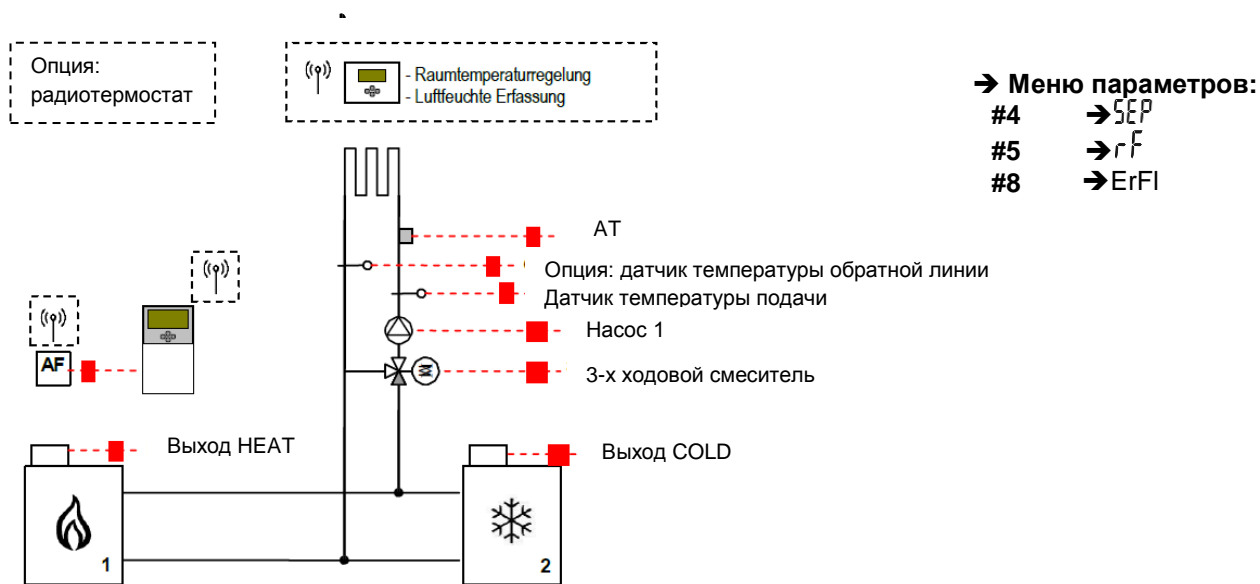 Опция:
радиотермостат
- Raumtemperaturregelung
- Luftfeuchte Erfassung
➔ Меню параметров:
#4 ➔SEP
#5 ➔rF
#8 ➔ErFl
AT
Опция: датчик температуры обратной линии
Датчик температуры подачи
Насос 1
AF
3-х ходовой смеситель
Выход HEAT
Выход COLD
1
2